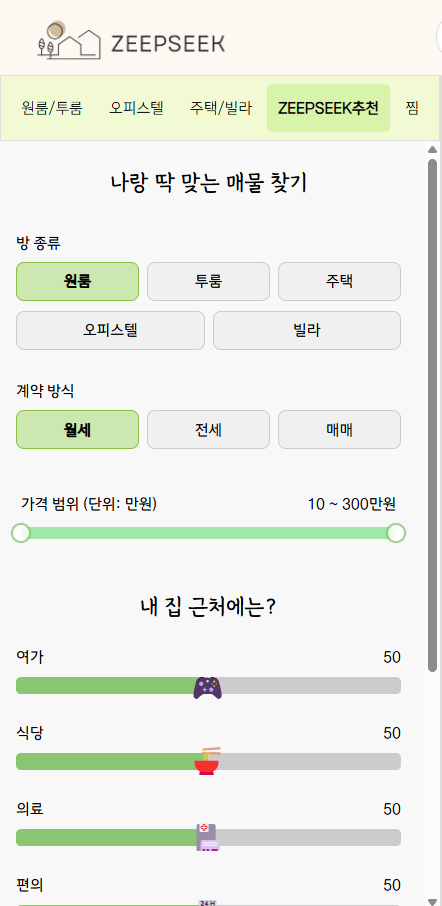 ZEEPSEEK
원룸/투룸 오피스텔 주택/빌라 ZEEPSEEK추천 찜
나랑 딱 맞는 매물 찾기
방 종류
원룸 투룸 주택
오피스텔 빌라
계약 방식
월세 전세 매매
가격 범위 (단위: 만원) 10 ~ 300만원
내 집 근처에는?
여가 50
식당 50
의료 50
편의 50
24 H